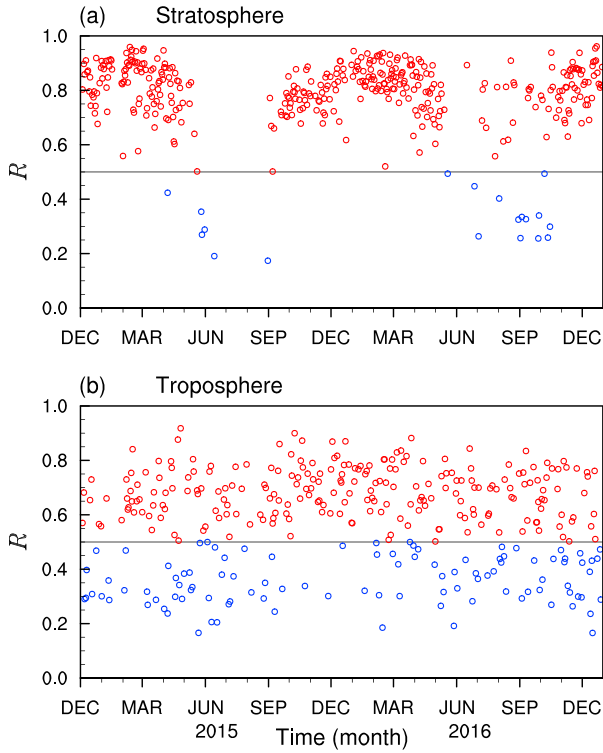 (a) Stratosphere
1.0
0.8
0.6
R
0.4
0.2
0.0
DEC MAR JUN SEP DEC MAR JUN SEP DEC
(b) Troposphere
1.0
0.8
0.6
R
0.4
0.2
0.0
DEC MAR JUN SEP DEC MAR JUN SEP DEC
2015 Time (month) 2016